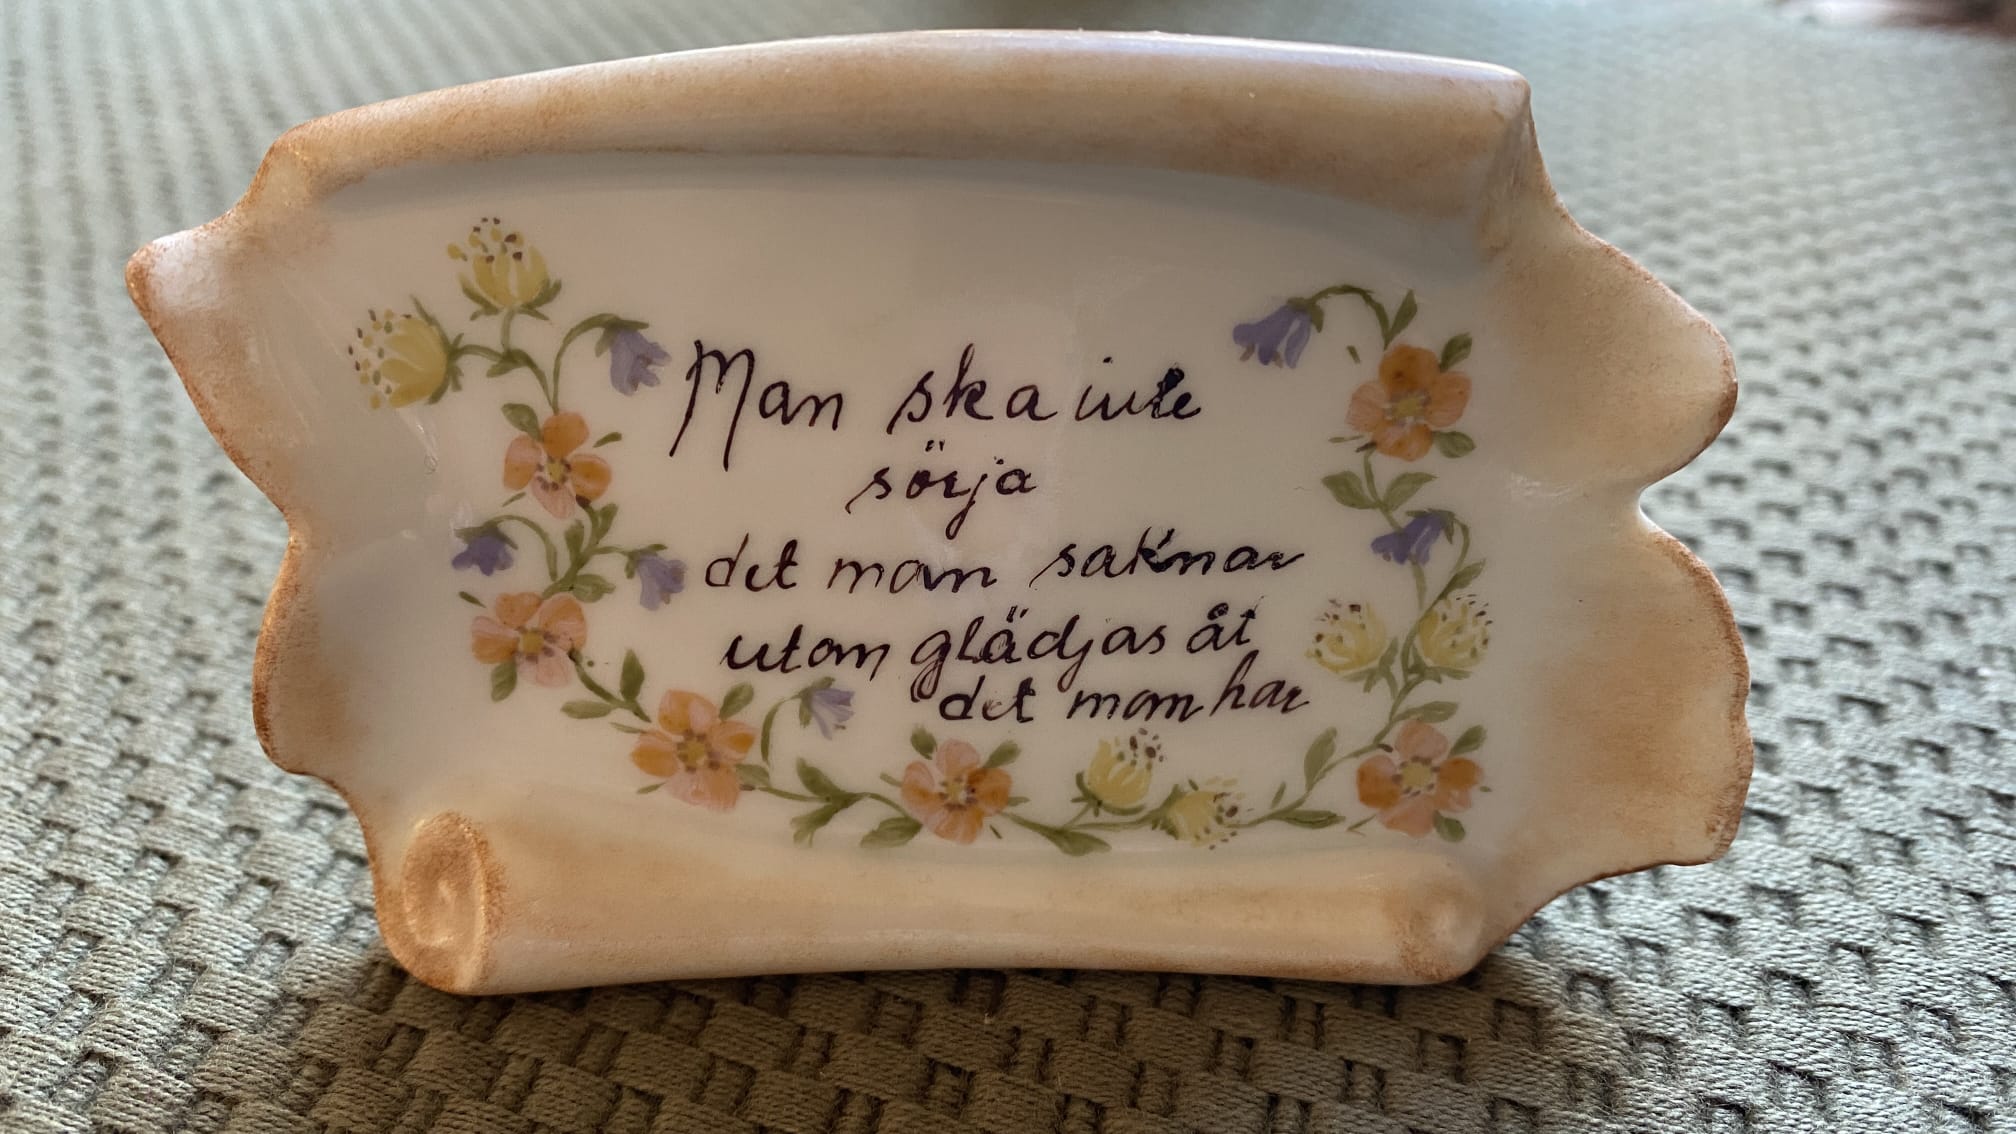 Man ska inte
sörja
det man saknar
utan glädjas åt
det man har